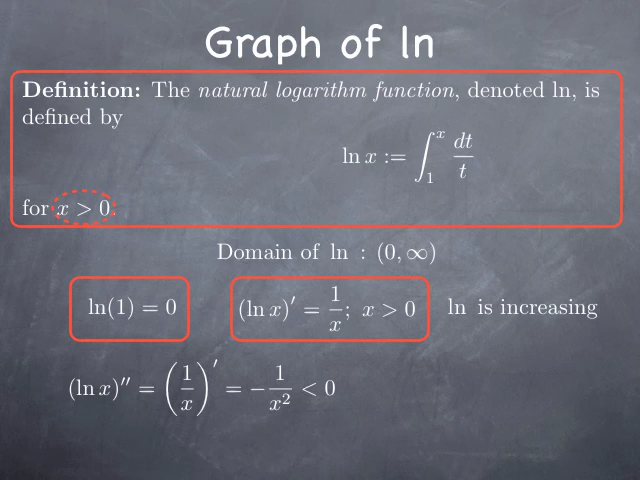 Graph of ln
Definition: The natural logarithm function, denoted ln, is
defined by
ln x := ∫₁ˣ dt/t
for x > 0.
Domain of ln : (0, ∞)
ln(1) = 0 (ln x)′ = 1/x; x > 0 ln is increasing
(ln x)″ = (1/x)′ = −1/x² < 0